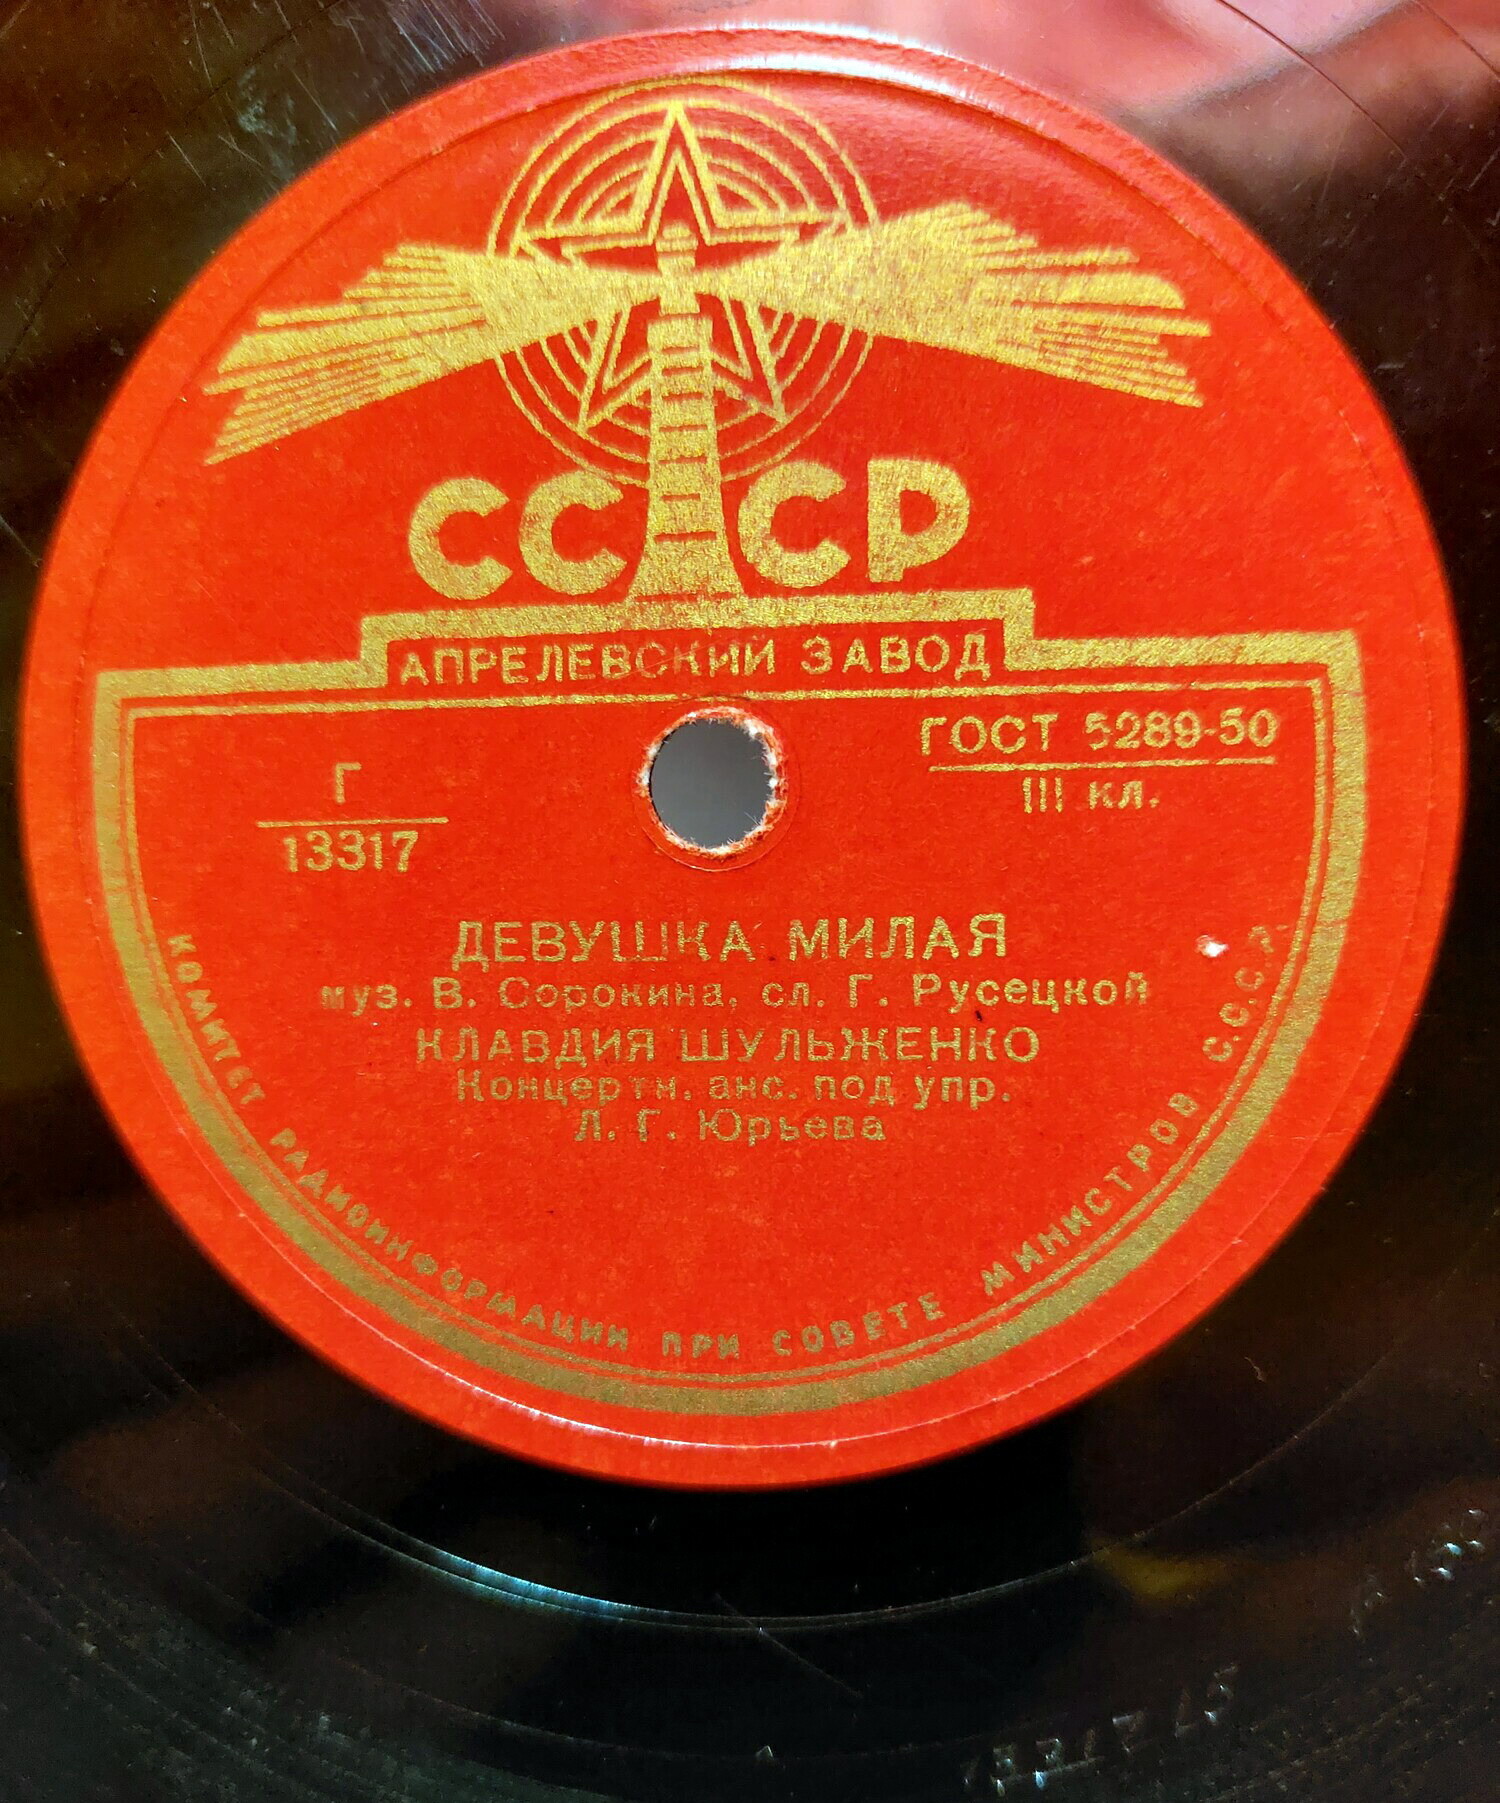 СССР
АПРЕЛЕВСКИЙ ЗАВОД
ГОСТ 5289-50
III кл.
Г
13317
ДЕВУШКА МИЛАЯ
муз. В. Сорокина, сл. Г. Русецкой
КЛАВДИЯ ШУЛЬЖЕНКО
Концертн. анс. под упр.
Л. Г. Юрьева
КОМИТЕТ РАДИОИНФОРМАЦИИ ПРИ СОВЕТЕ МИНИСТРОВ С.С.С.Р.